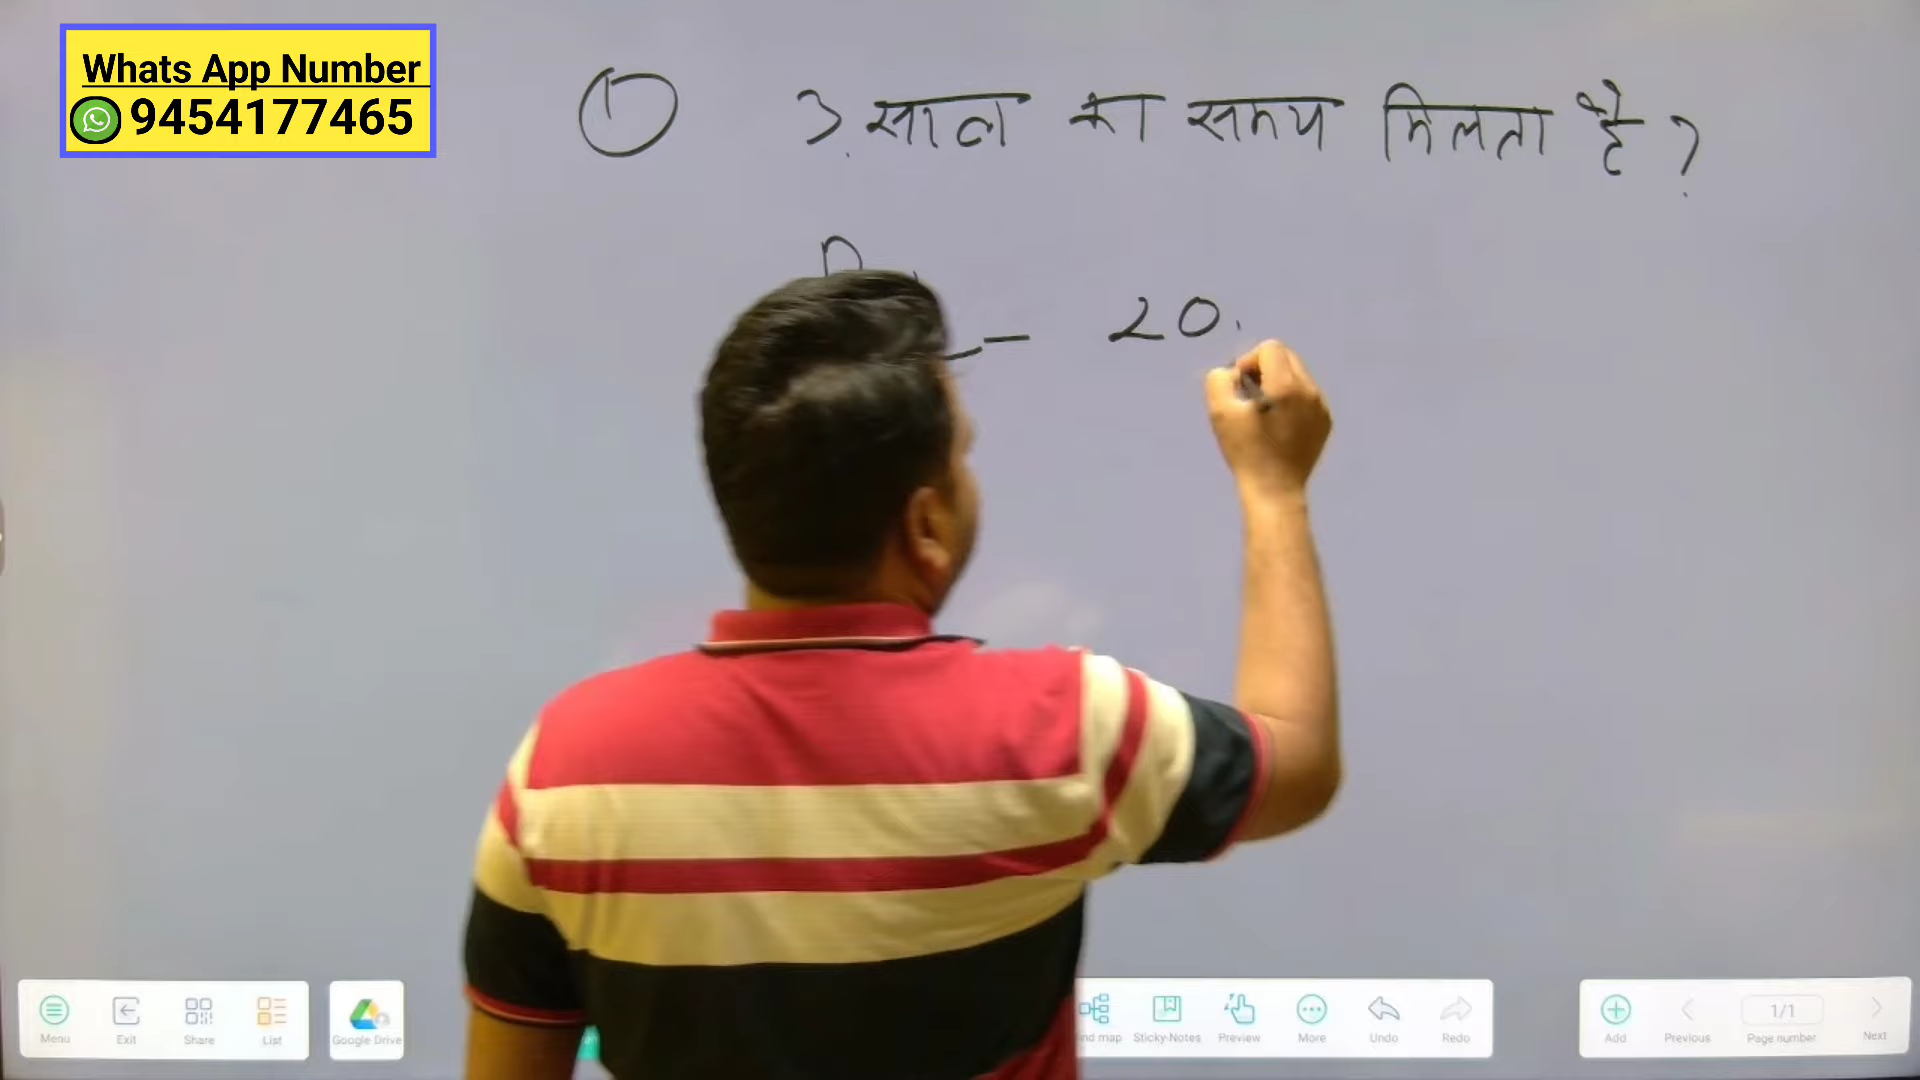 Whats App Number
9454177465
① 3 साल का समय मिलता है ?
20
Menu Exit Share List Google Drive Sticky Notes Preview More Undo Redo Add Previous 1/1 Page number Next